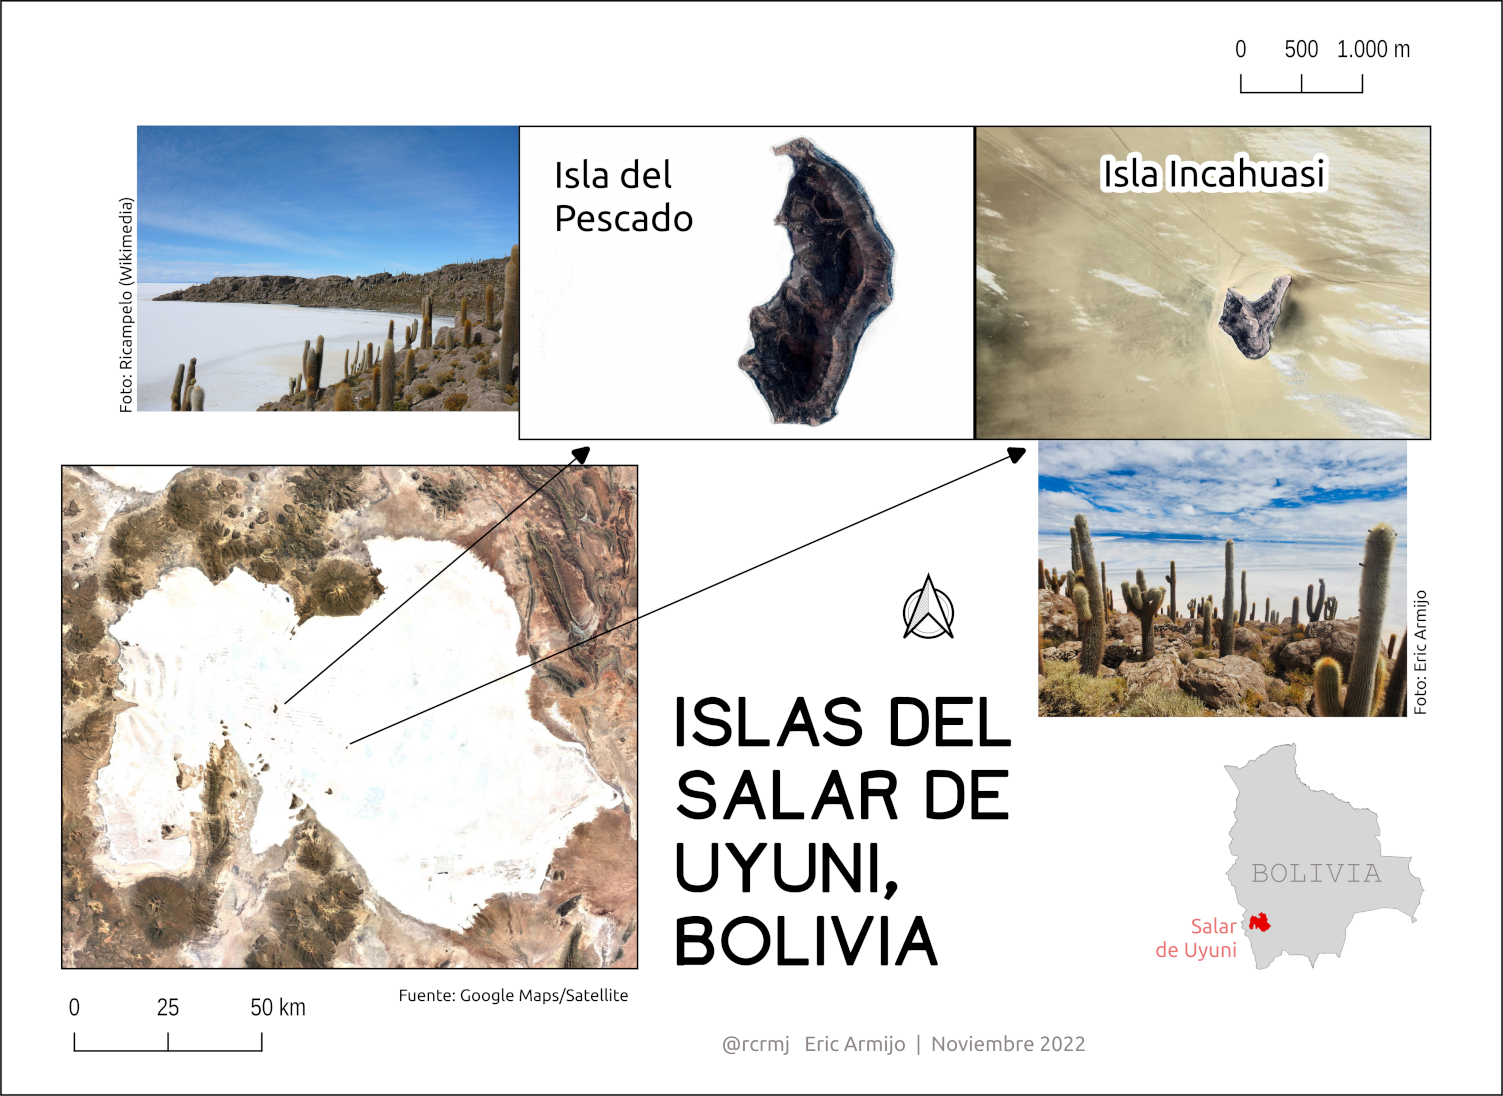 0 500 1.000 m
Isla del
Pescado
Isla Incahuasi
Foto: Ricampelo (Wikimedia)
Foto: Eric Armijo
ISLAS DEL
SALAR DE
UYUNI,
BOLIVIA
BOLIVIA
Salar
de Uyuni
Fuente: Google Maps/Satellite
0 25 50 km
@rcrmj Eric Armijo | Noviembre 2022